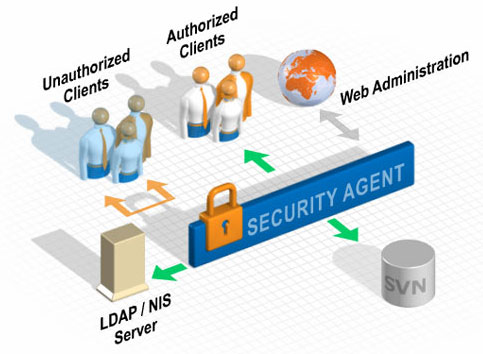 Authorized
Clients
Unauthorized
Clients
Web Administration
SECURITY AGENT
SVN
LDAP / NIS
Server